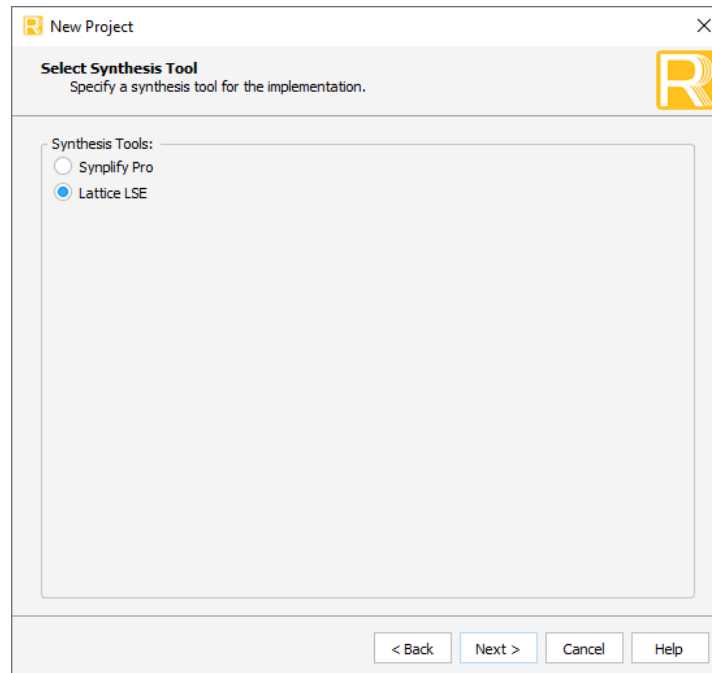 New Project
Select Synthesis Tool
Specify a synthesis tool for the implementation.
Synthesis Tools:
Synplify Pro
Lattice LSE
< Back Next > Cancel Help